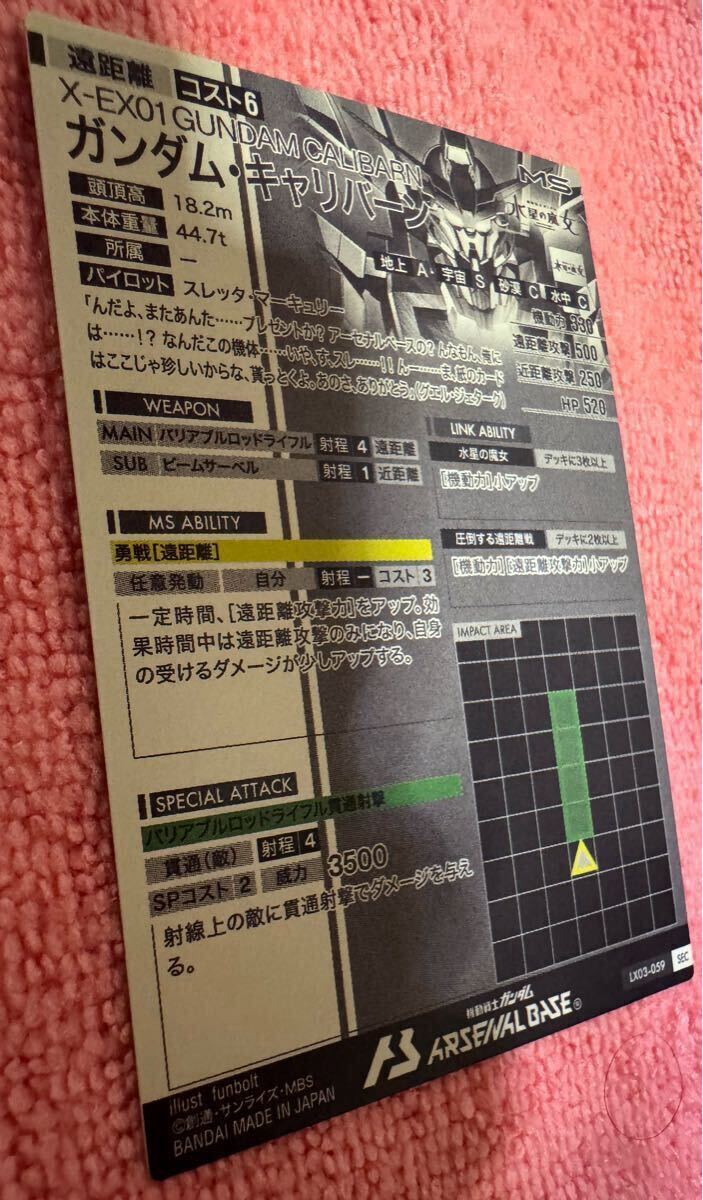 遠距離 コスト6
X-EX01 GUNDAM CALIBARN
ガンダム・キャリバーン
MS
水星の魔女
頭頂高 18.2m
本体重量 44.7t
所属 ー
パイロット スレッタ・マーキュリー
地上 A 宇宙 S 砂漠 C 水中 C
機動力 330
遠距離攻撃 500
近距離攻撃 250
HP 520
「んだよ、またあんた……プレゼントか? アーセナルベースの? んなもん、俺に
は……!? なんだこの機体……いや、す、スレ……!! ん………ま、紙のカード
はここじゃ珍しいからな、貰っとくよ。あのさ、ありがとう。」(グエル・ジェターク)
WEAPON
MAIN バリアブルロッドライフル 射程 4 遠距離
SUB ビームサーベル 射程 1 近距離
LINK ABILITY
水星の魔女 デッキに3枚以上
[機動力]小アップ
圧倒する遠距離戦 デッキに2枚以上
[機動力][遠距離攻撃力]小アップ
MS ABILITY
勇戦[遠距離]
任意発動 自分 射程 ー コスト 3
一定時間、[遠距離攻撃力]をアップ。効
果時間中は遠距離攻撃のみになり、自身
の受けるダメージが少しアップする。
IMPACT AREA
SPECIAL ATTACK
バリアブルロッドライフル貫通射撃
貫通(敵) 射程 4
SPコスト 2 威力 3500
射線上の敵に貫通射撃でダメージを与え
る。
LX03-059 SEC
機動戦士ガンダム
ARSENAL BASE®
illust funbolt
©創通・サンライズ・MBS
BANDAI MADE IN JAPAN